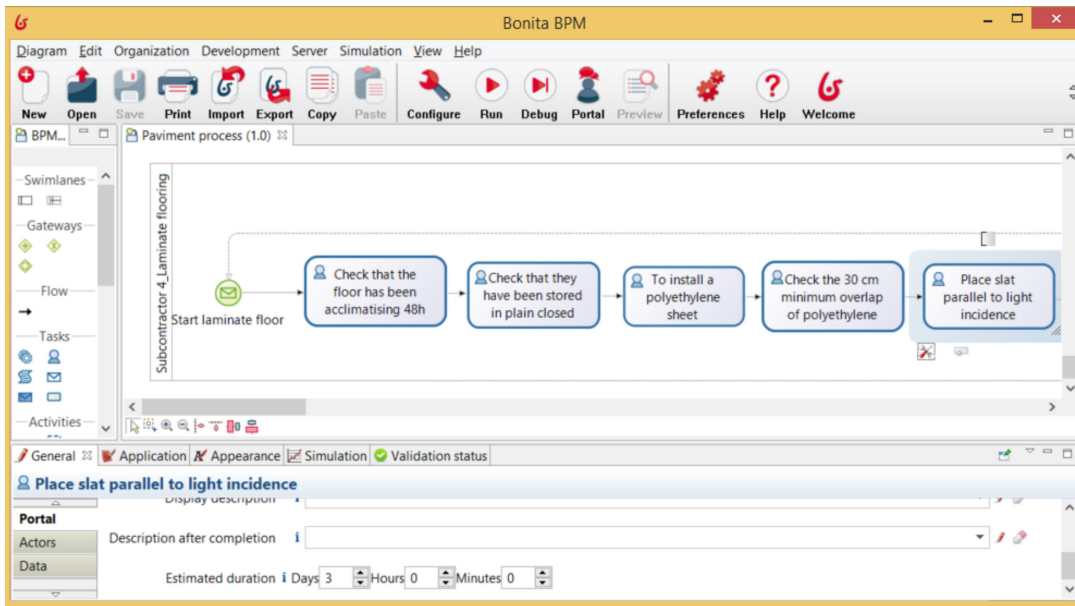 Bonita BPM
Diagram Edit Organization Development Server Simulation View Help
New Open Save Print Import Export Copy Paste Configure Run Debug Portal Preview Preferences Help Welcome
BPM... Paviment process (1.0)
Swimlanes
Gateways
Flow
Tasks
Activities
Subcontractor 4_Laminate flooring
Start laminate floor
Check that the
floor has been
acclimatising 48h
Check that they
have been stored
in plain closed
To install a
polyethylene
sheet
Check the 30 cm
minimum overlap
of polyethylene
Place slat
parallel to light
incidence
General Application Appearance Simulation Validation status
Place slat parallel to light incidence
Display description
Portal
Actors
Data
Description after completion
Estimated duration Days 3 Hours 0 Minutes 0